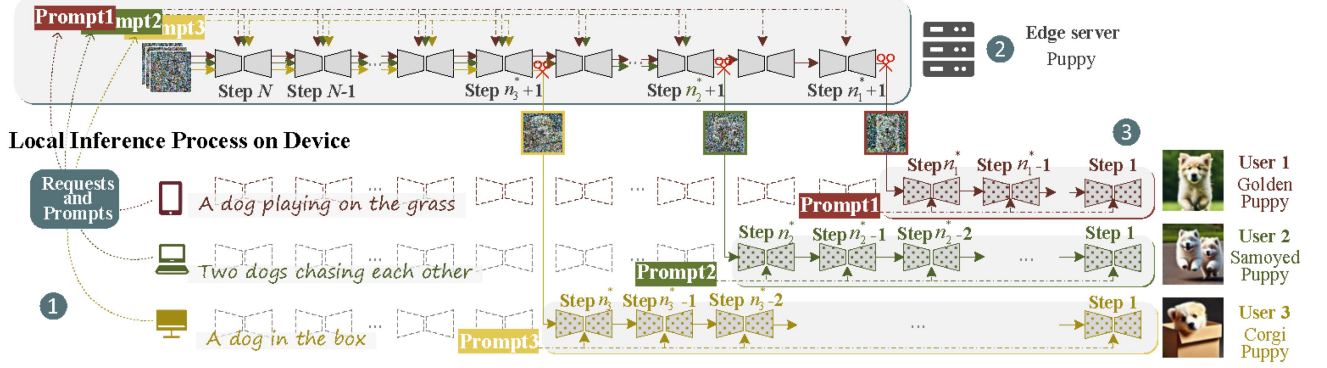 Prompt1 mpt2 mpt3
Step N Step N-1 Step n₃*+1 Step n₂*+1 Step n₁*+1
2
Edge server
Puppy
Local Inference Process on Device
3
Requests
and
Prompts
A dog playing on the grass
Prompt1
Step n₁* Step n₁*-1 Step 1
User 1
Golden
Puppy
Two dogs chasing each other
Prompt2
Step n₂* Step n₂*-1 Step n₂*-2 ... Step 1
User 2
Samoyed
Puppy
1
A dog in the box
Prompt3
Step n₃* Step n₃*-1 Step n₃*-2 ... Step 1
User 3
Corgi
Puppy